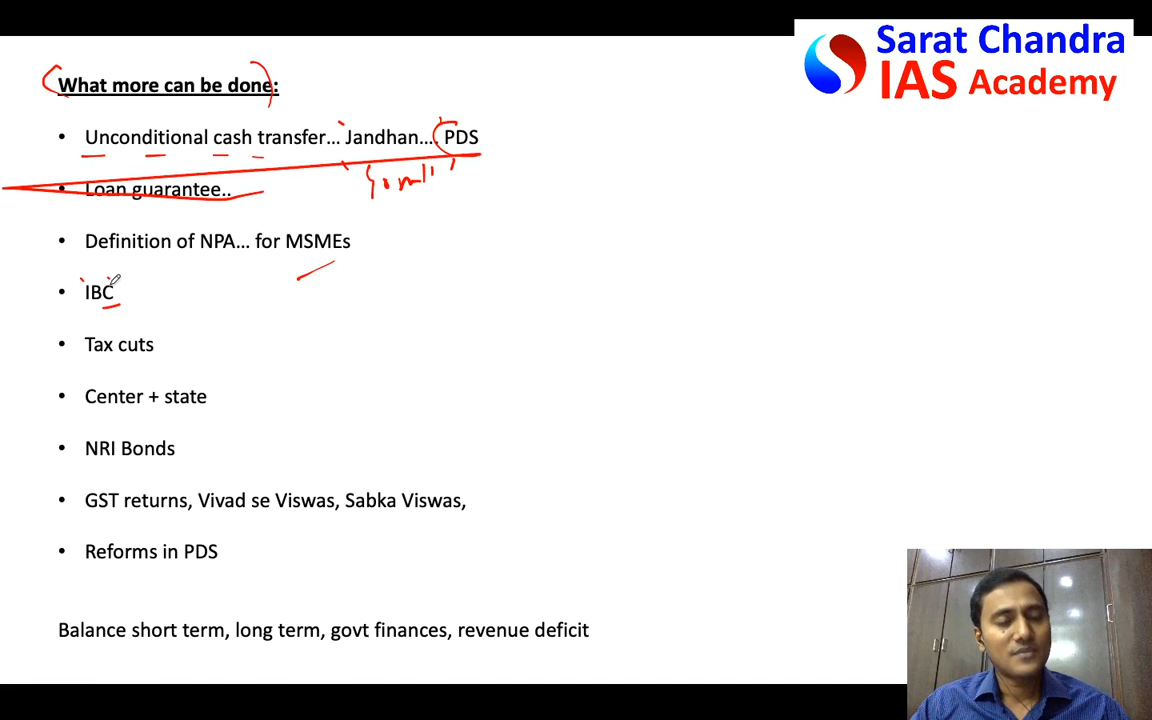 Sarat Chandra
IAS Academy
What more can be done:
• Unconditional cash transfer... Jandhan.... PDS
• Loan guarantee..
• Definition of NPA... for MSMEs
• IBC
• Tax cuts
• Center + state
• NRI Bonds
• GST returns, Vivad se Viswas, Sabka Viswas,
• Reforms in PDS
Balance short term, long term, govt finances, revenue deficit